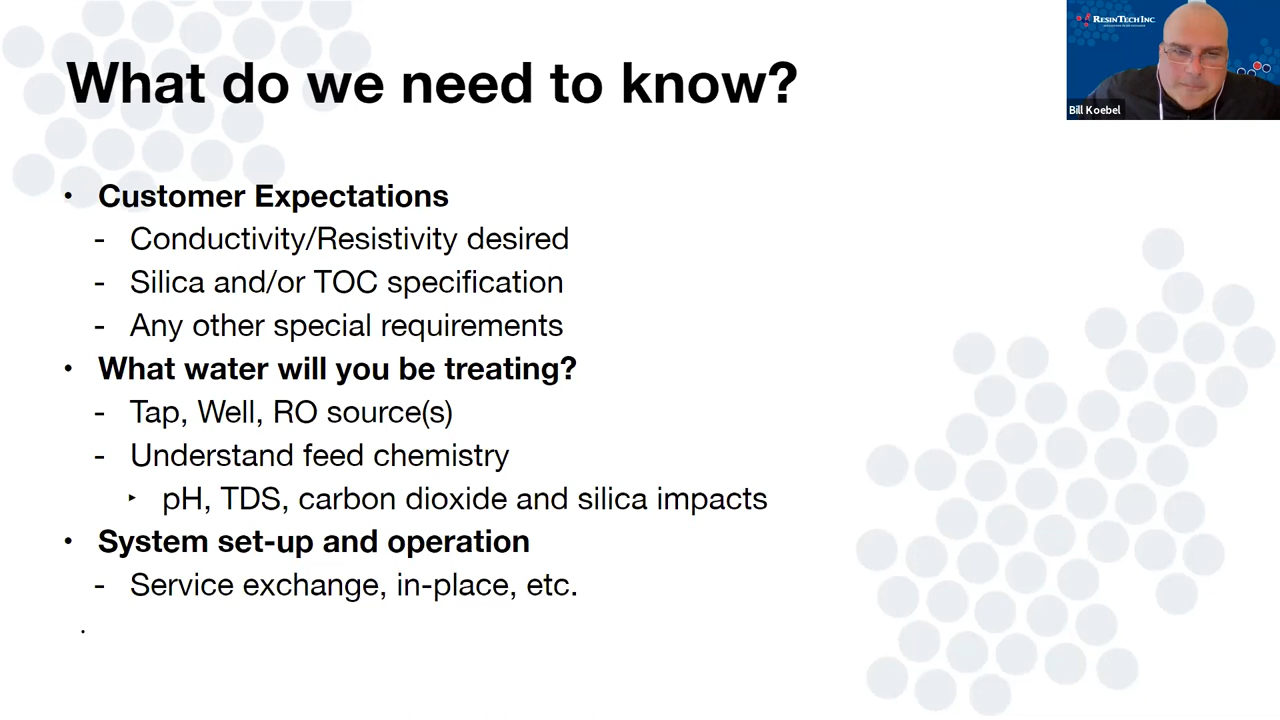 What do we need to know?
RESINTECH INC
Bill Koebel
• Customer Expectations
- Conductivity/Resistivity desired
- Silica and/or TOC specification
- Any other special requirements
• What water will you be treating?
- Tap, Well, RO source(s)
- Understand feed chemistry
‣ pH, TDS, carbon dioxide and silica impacts
• System set-up and operation
- Service exchange, in-place, etc.
.